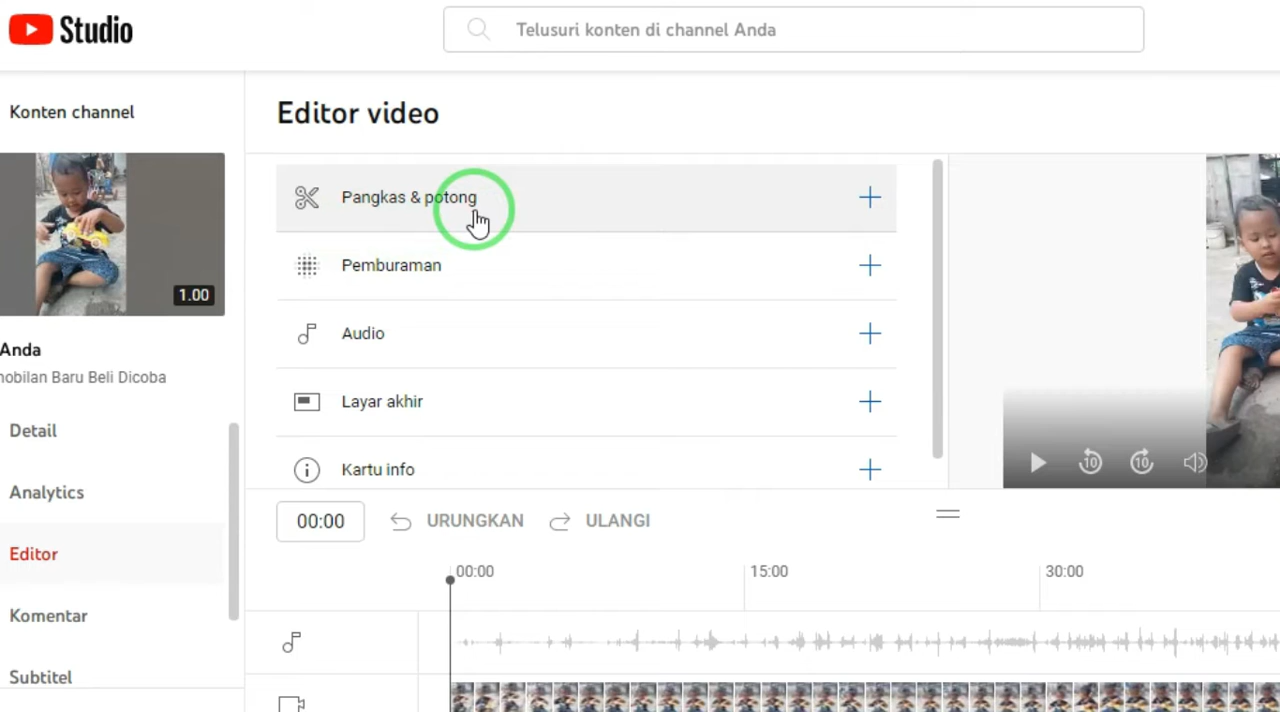 Studio
Telusuri konten di channel Anda
Konten channel
Editor video
Pangkas & potong
Pemburaman
1.00
Audio
Anda
Baru Beli Dicoba
Layar akhir
Detail
Kartu info
10
10
Analytics
00:00
URUNGKAN
ULANGI
Editor
00:00
15:00
30:00
Komentar
Subtitel